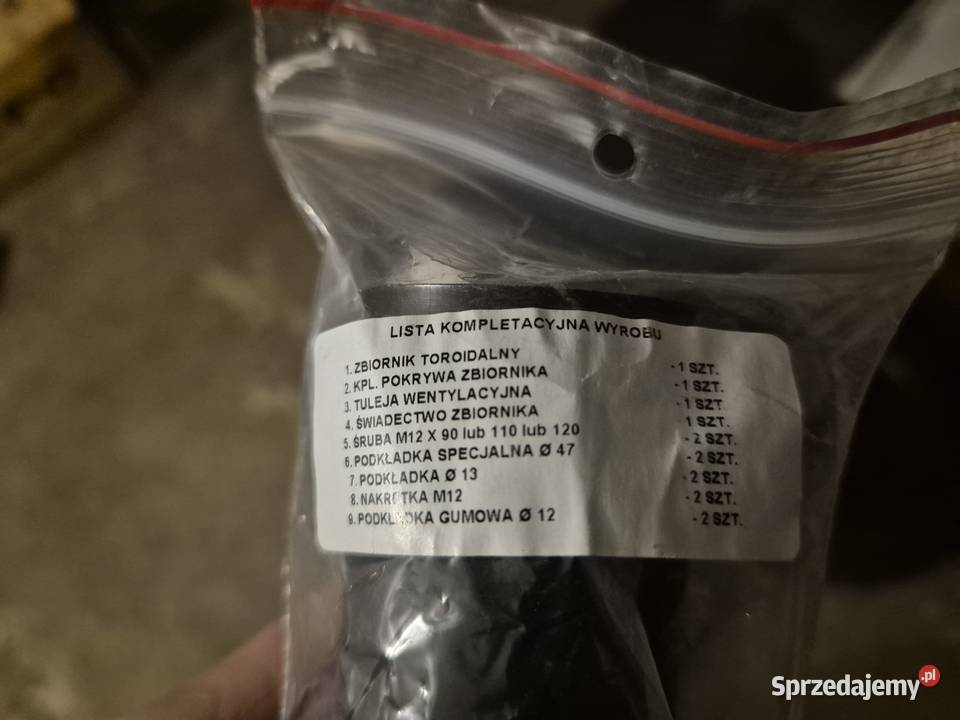 LISTA KOMPLETACYJNA WYROBU
1. ZBIORNIK TOROIDALNY - 1 SZT.
2. KPL. POKRYWA ZBIORNIKA - 1 SZT.
3. TULEJA WENTYLACYJNA - 1 SZT.
4. ŚWIADECTWO ZBIORNIKA 1 SZT.
5. ŚRUBA M12 X 90 lub 110 lub 120 - 2 SZT.
6. PODKŁADKA SPECJALNA Ø 47 - 2 SZT.
7. PODKŁADKA Ø 13 - 2 SZT.
8. NAKRĘTKA M12 - 2 SZT.
9. PODKŁADKA GUMOWA Ø 12 - 2 SZT.
Sprzedajemy.pl